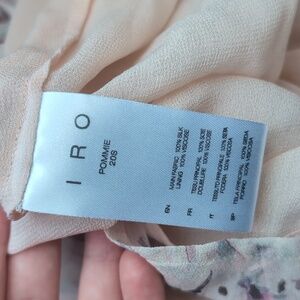 IRO
POMMIE
20S
EN
MAIN FABRIC 100% SILK
LINING 100% VISCOSE
FR
TISSU PRINCIPAL 100% SOIE
DOUBLURE 100% VISCOSE
IT
TESSUTO PRINCIPALE 100% SETA
FODERA 100% VISCOSA
SP
TELA PRINCIPAL 100% SEDA
FORRO 100% VISCOSA